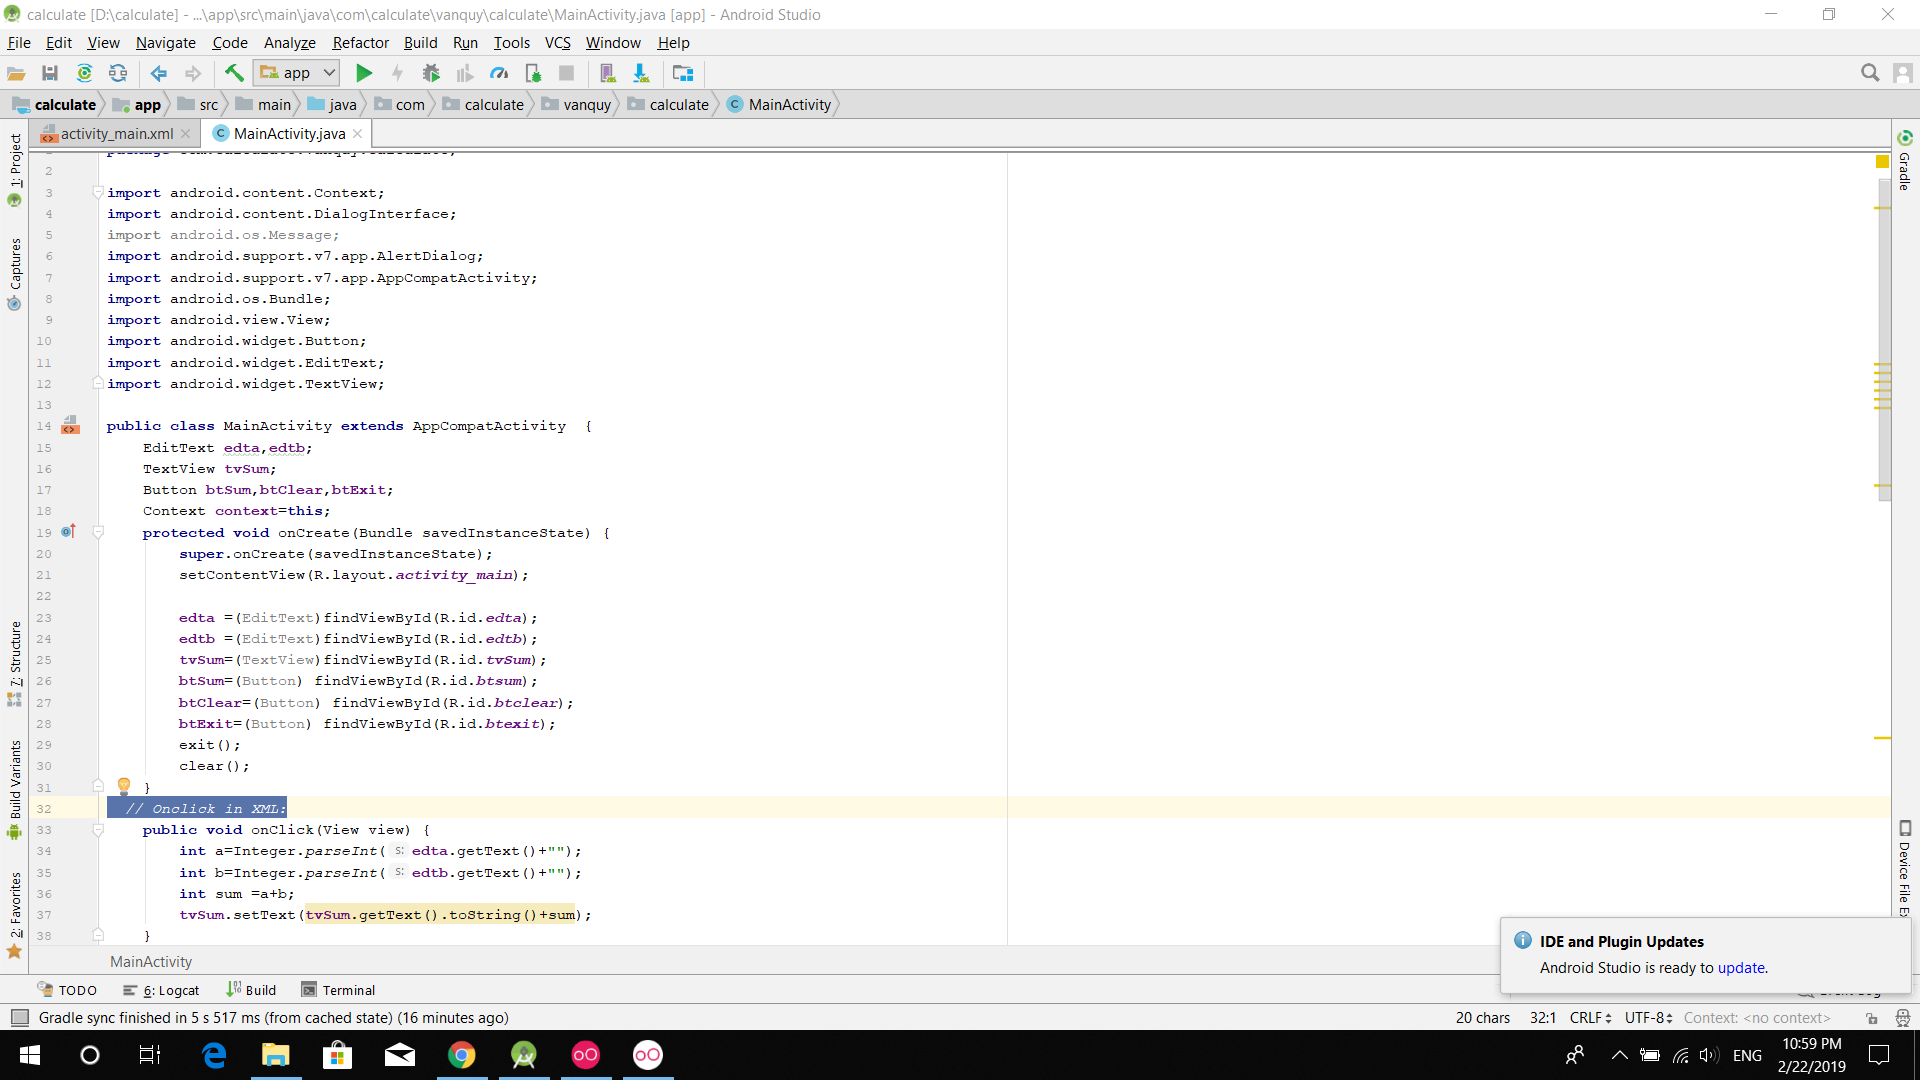 calculate [D:\calculate] - ...\app\src\main\java\com\calculate\vanquy\calculate\MainActivity.java [app] - Android Studio
File Edit View Navigate Code Analyze Refactor Build Run Tools VCS Window Help
app
calculate app src main java com calculate vanquy calculate MainActivity
activity_main.xml MainActivity.java
1: Project
Captures
7: Structure
Build Variants
2: Favorites
Gradle
Device File Ex
2
3 import android.content.Context;
4 import android.content.DialogInterface;
5 import android.os.Message;
6 import android.support.v7.app.AlertDialog;
7 import android.support.v7.app.AppCompatActivity;
8 import android.os.Bundle;
9 import android.view.View;
10 import android.widget.Button;
11 import android.widget.EditText;
12 import android.widget.TextView;
13
14 public class MainActivity extends AppCompatActivity {
15 EditText edta,edtb;
16 TextView tvSum;
17 Button btSum,btClear,btExit;
18 Context context=this;
19 protected void onCreate(Bundle savedInstanceState) {
20 super.onCreate(savedInstanceState);
21 setContentView(R.layout.activity_main);
22
23 edta =(EditText)findViewById(R.id.edta);
24 edtb =(EditText)findViewById(R.id.edtb);
25 tvSum=(TextView)findViewById(R.id.tvSum);
26 btSum=(Button) findViewById(R.id.btsum);
27 btClear=(Button) findViewById(R.id.btclear);
28 btExit=(Button) findViewById(R.id.btexit);
29 exit();
30 clear();
31 }
32 // Onclick in XML:
33 public void onClick(View view) {
34 int a=Integer.parseInt( s: edta.getText()+"");
35 int b=Integer.parseInt( s: edtb.getText()+"");
36 int sum =a+b;
37 tvSum.setText(tvSum.getText().toString()+sum);
38 }
MainActivity
IDE and Plugin Updates
Android Studio is ready to update.
TODO 6: Logcat Build Terminal
Gradle sync finished in 5 s 517 ms (from cached state) (16 minutes ago) 20 chars 32:1 CRLF UTF-8 Context: <no context>
ENG
10:59 PM
2/22/2019